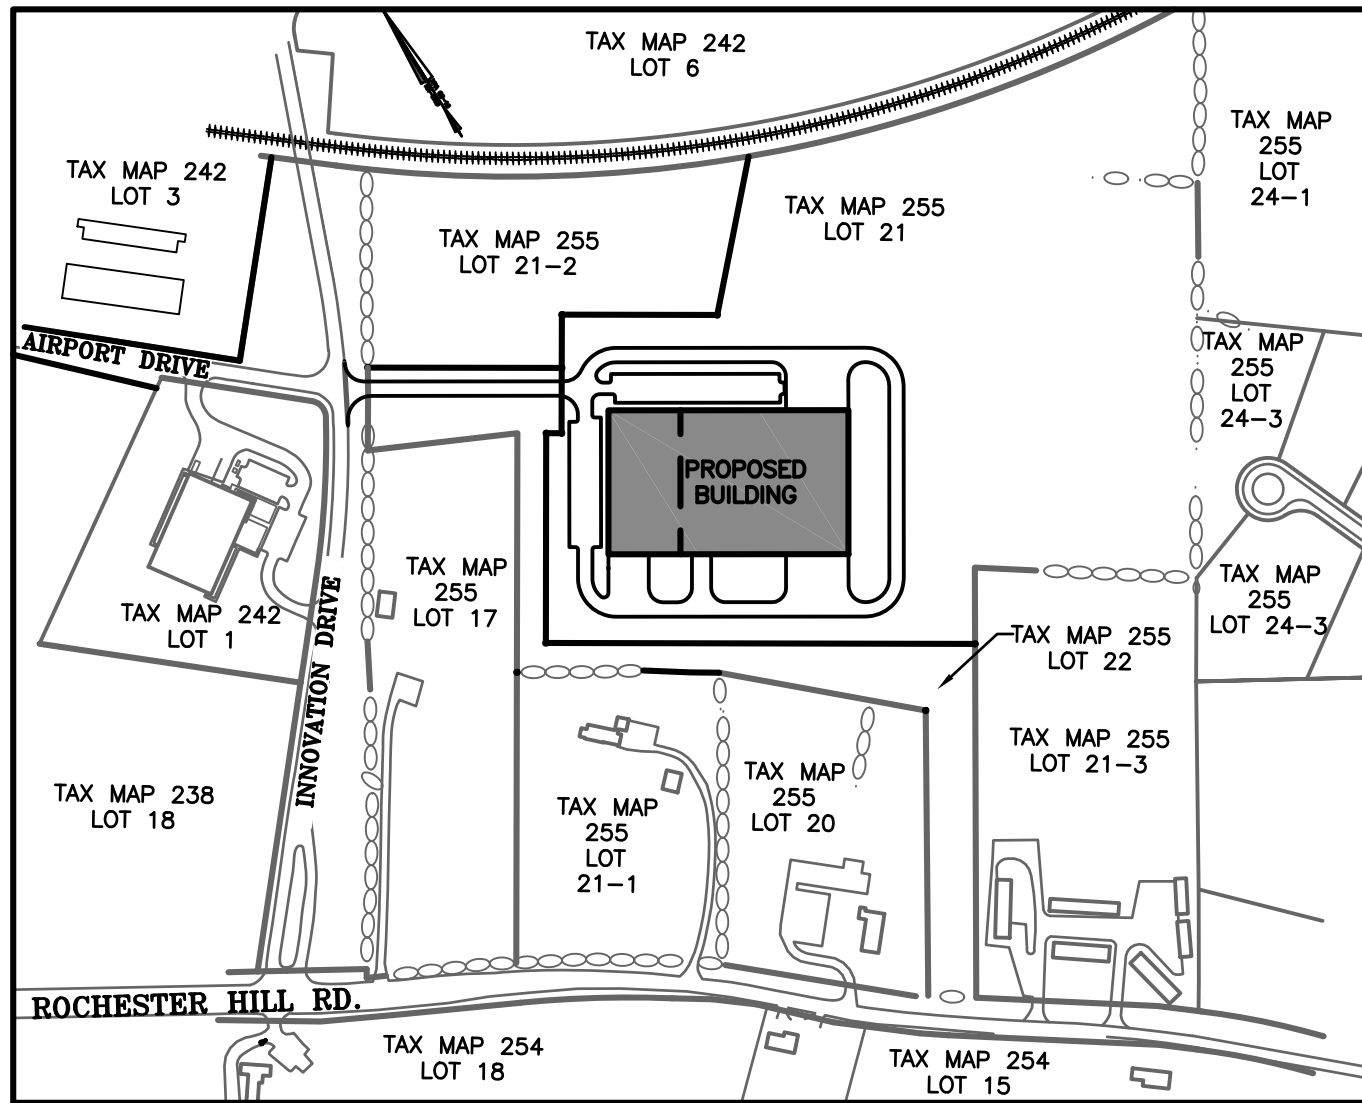 TAX MAP 242
LOT 6
TAX MAP
255
LOT
24-1
TAX MAP 242
LOT 3
TAX MAP 255
LOT 21
TAX MAP 255
LOT 21-2
AIRPORT DRIVE
TAX MAP
255
LOT
24-3
PROPOSED
BUILDING
TAX MAP
255
LOT 17
TAX MAP
255
LOT 24-3
TAX MAP 242
LOT 1
INNOVATION DRIVE
TAX MAP 255
LOT 22
TAX MAP 255
LOT 21-3
TAX MAP 238
LOT 18
TAX MAP
255
LOT
21-1
TAX MAP
255
LOT 20
ROCHESTER HILL RD.
TAX MAP 254
LOT 18
TAX MAP 254
LOT 15